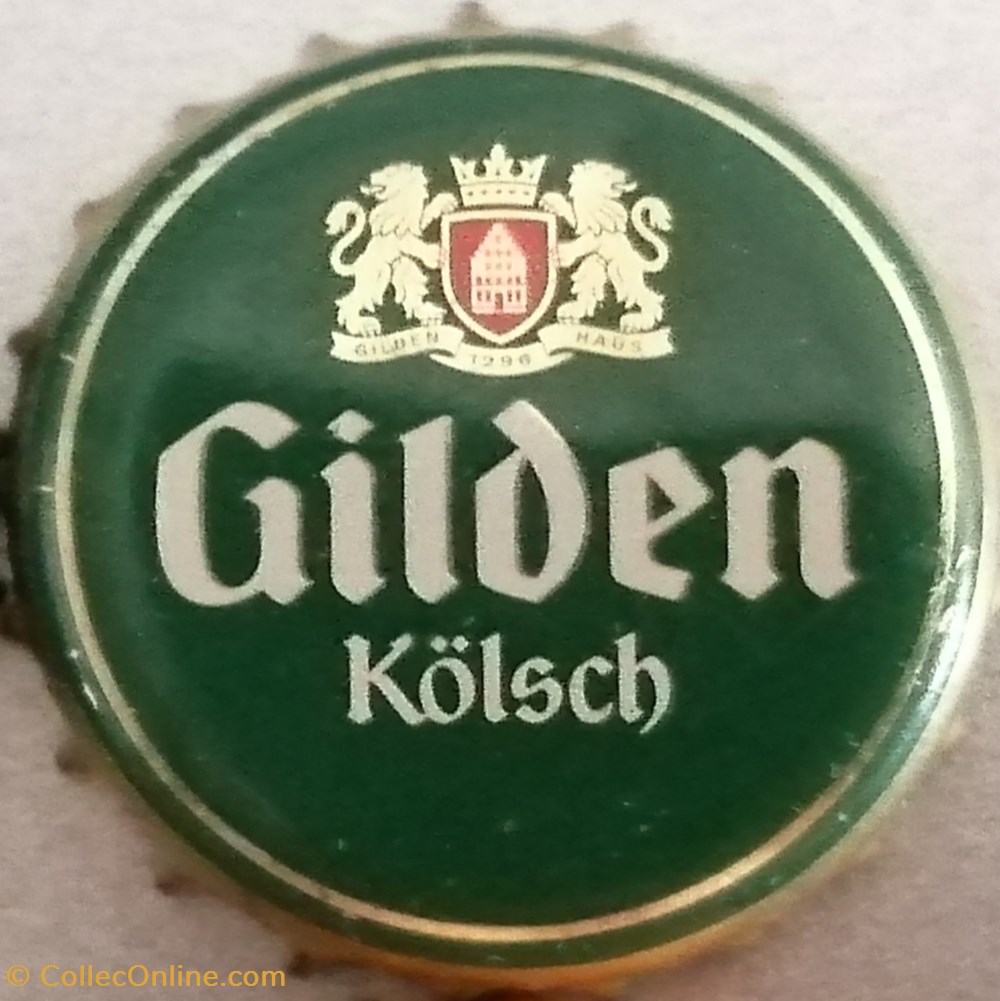 GILDEN 1296 HAUS
Gilden
Kölsch
© CollecOnline.com